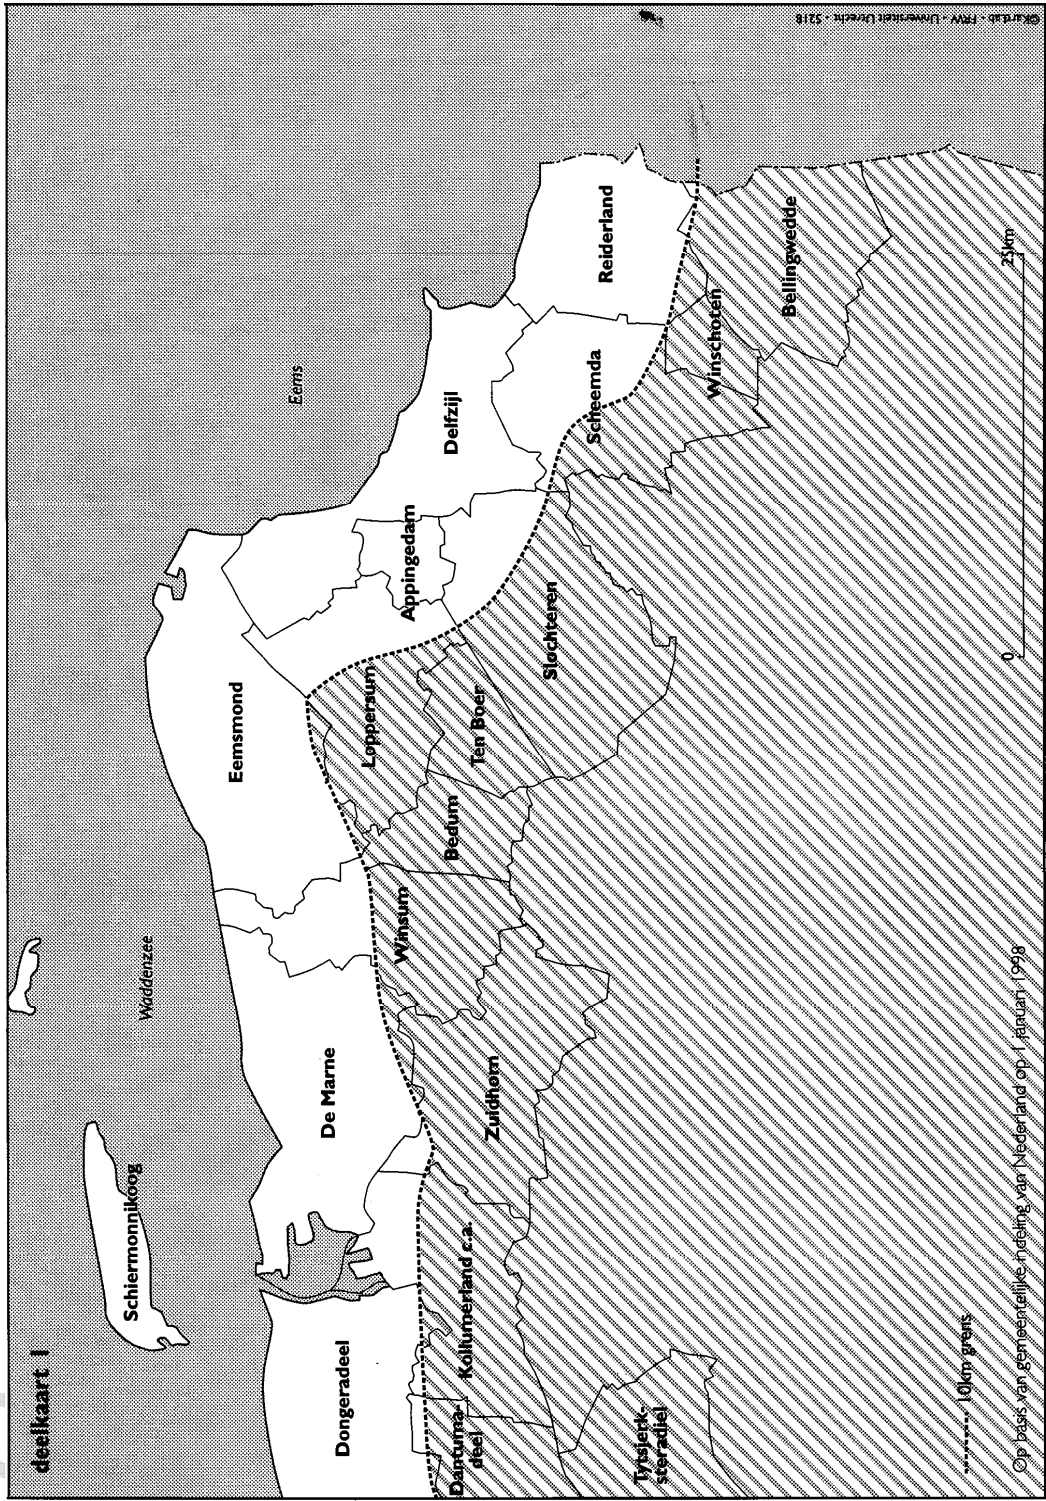 deelkaart 1
Schiermonnikoog
Waddenzee
Eems
Dongeradeel
De Marne
Eemsmond
Appingedam
Delfzijl
Reiderland
Dantuma-
deel
Kollumerland c.a.
Zuidhorn
Winsum
Bedum
Loppersum
Ten Boer
Slochteren
Scheemda
Winschoten
Bellingwedde
Tytsjerk-
steradiel
10km grens
0 25km
Op basis van gemeentelijke indeling van Nederland op 1 januari 1998
©KartLab • FRW • Universiteit Utrecht • 5218